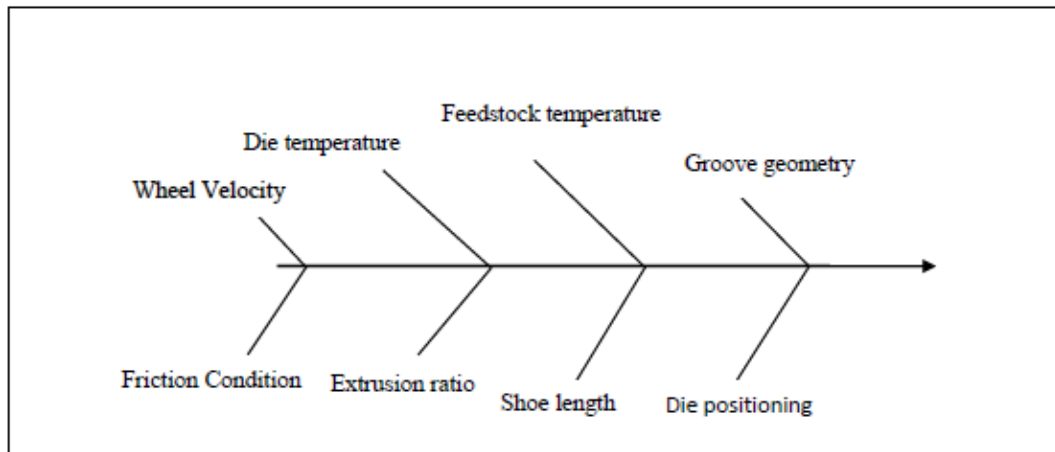 Feedstock temperature
Die temperature
Groove geometry
Wheel Velocity
Friction Condition
Extrusion ratio
Shoe length
Die positioning